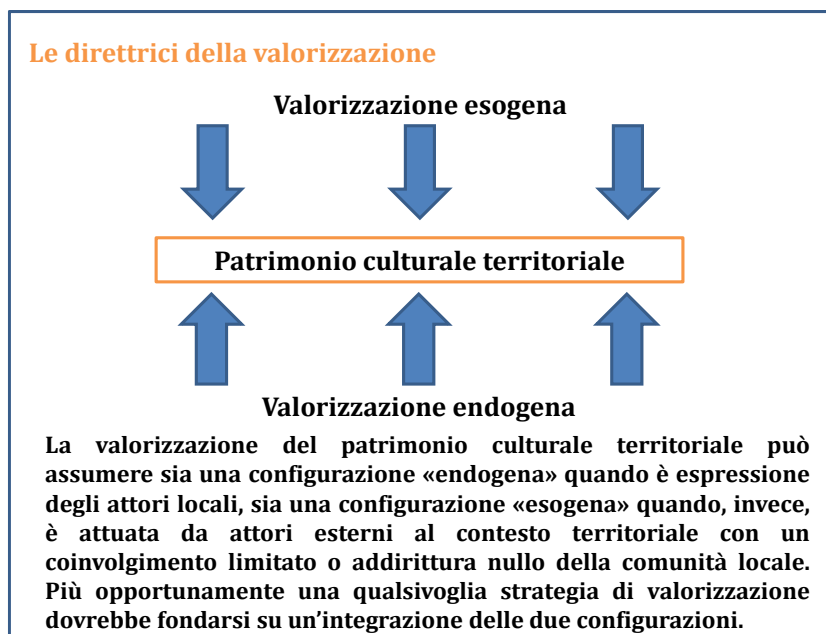 Le direttrici della valorizzazione
Valorizzazione esogena
Patrimonio culturale territoriale
Valorizzazione endogena
La valorizzazione del patrimonio culturale territoriale può
assumere sia una configurazione «endogena» quando è espressione
degli attori locali, sia una configurazione «esogena» quando, invece,
è attuata da attori esterni al contesto territoriale con un
coinvolgimento limitato o addirittura nullo della comunità locale.
Più opportunamente una qualsivoglia strategia di valorizzazione
dovrebbe fondarsi su un’integrazione delle due configurazioni.